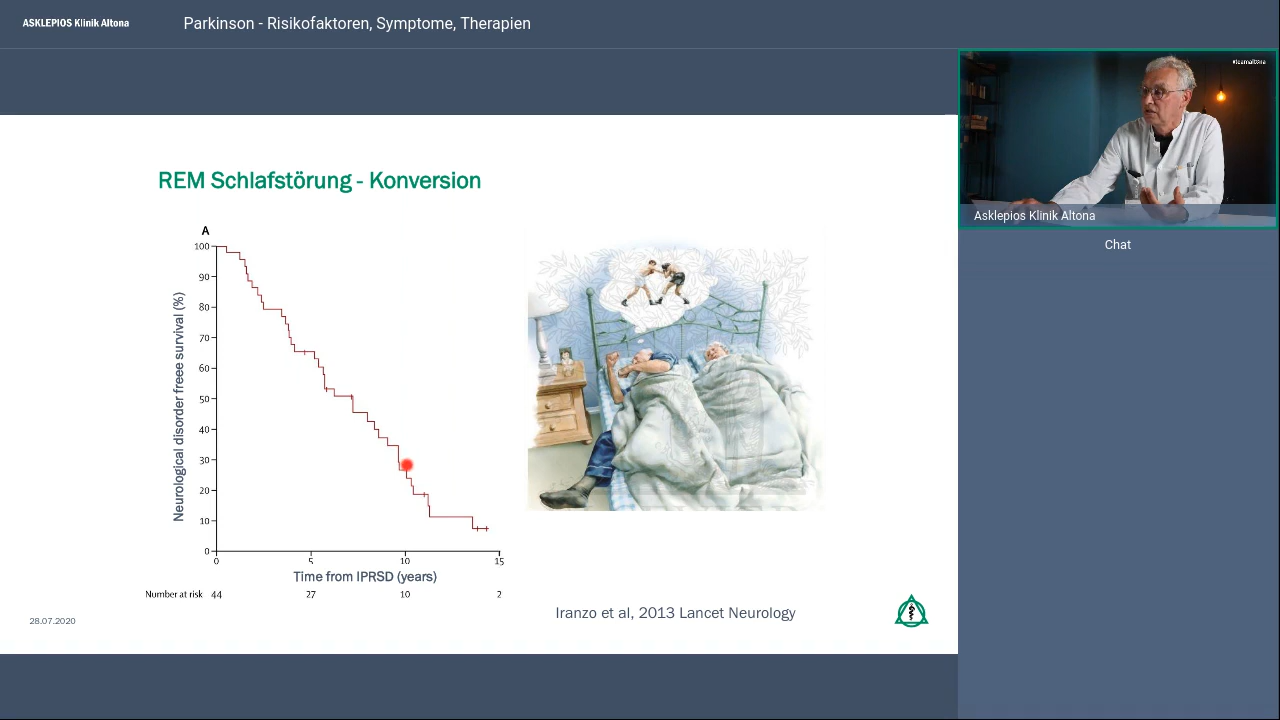 ASKLEPIOS Klinik Altona
Parkinson - Risikofaktoren, Symptome, Therapien
#teamaltona
Asklepios Klinik Altona
Chat
REM Schlafstörung - Konversion
A
100
90
80
70
60
50
40
30
20
10
0
Neurological disorder freee survival (%)
0 5 10 15
Time from IPRSD (years)
Number at risk 44 27 10 2
Iranzo et al, 2013 Lancet Neurology
28.07.2020